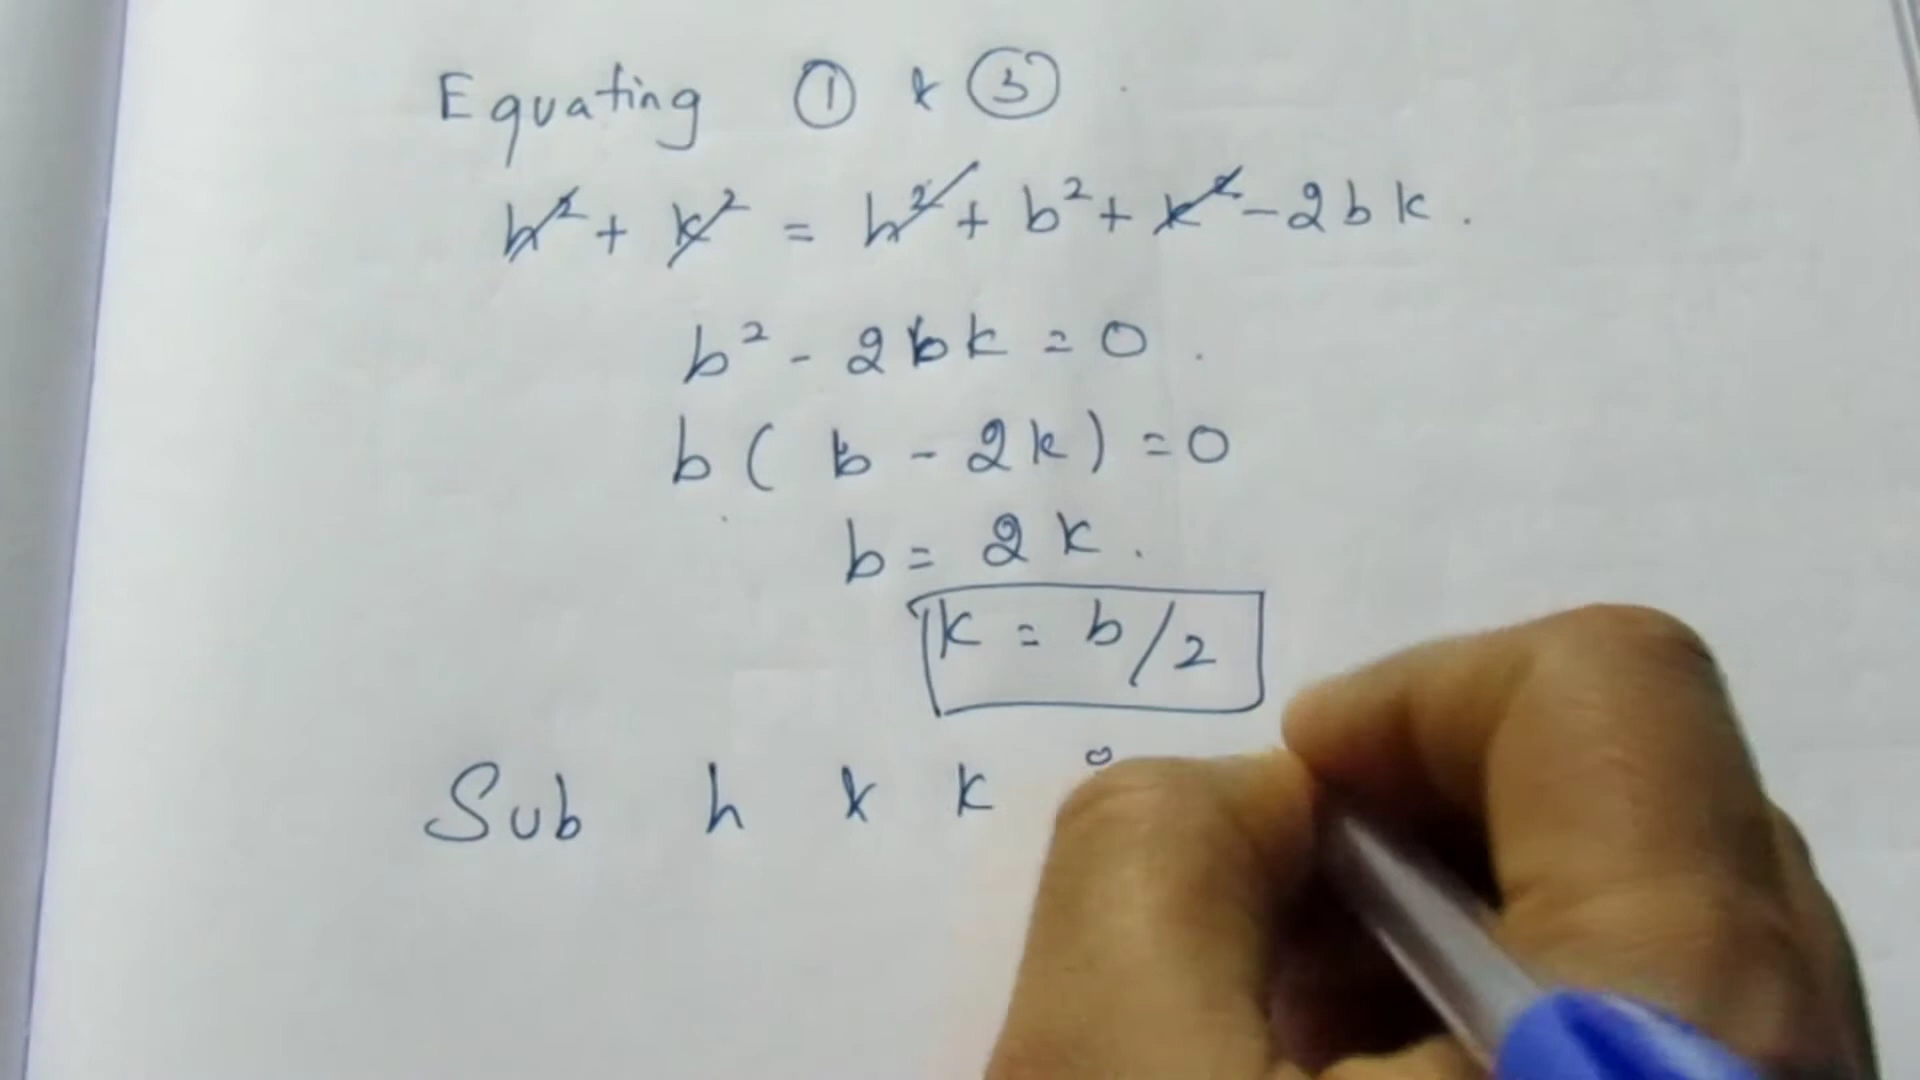 Equating ① & ③
h² + k² = h² + b² + k² - 2bk.
b² - 2bk = 0.
b ( b - 2k ) = 0
b = 2k.
k = b/2
Sub h & k